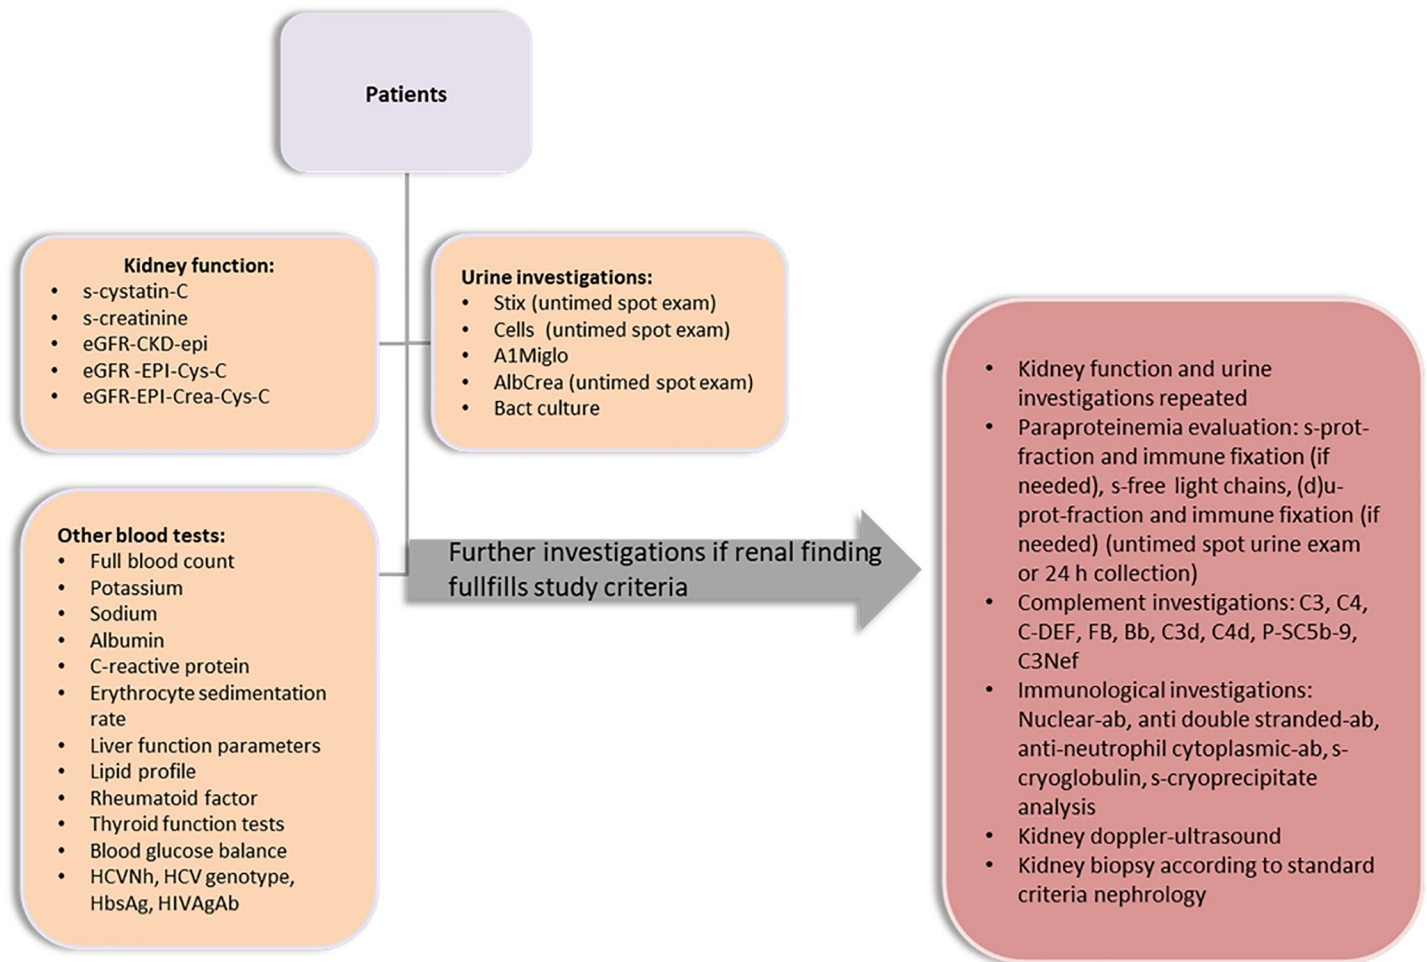 Patients
Kidney function:
• s-cystatin-C
• s-creatinine
• eGFR-CKD-epi
• eGFR -EPI-Cys-C
• eGFR-EPI-Crea-Cys-C
Urine investigations:
• Stix (untimed spot exam)
• Cells (untimed spot exam)
• A1Miglo
• AlbCrea (untimed spot exam)
• Bact culture
Other blood tests:
• Full blood count
• Potassium
• Sodium
• Albumin
• C-reactive protein
• Erythrocyte sedimentation
rate
• Liver function parameters
• Lipid profile
• Rheumatoid factor
• Thyroid function tests
• Blood glucose balance
• HCVNh, HCV genotype,
HbsAg, HIVAgAb
Further investigations if renal finding
fullfills study criteria
• Kidney function and urine
investigations repeated
• Paraproteinemia evaluation: s-prot-
fraction and immune fixation (if
needed), s-free light chains, (d)u-
prot-fraction and immune fixation (if
needed) (untimed spot urine exam
or 24 h collection)
• Complement investigations: C3, C4,
C-DEF, FB, Bb, C3d, C4d, P-SC5b-9,
C3Nef
• Immunological investigations:
Nuclear-ab, anti double stranded-ab,
anti-neutrophil cytoplasmic-ab, s-
cryoglobulin, s-cryoprecipitate
analysis
• Kidney doppler-ultrasound
• Kidney biopsy according to standard
criteria nephrology